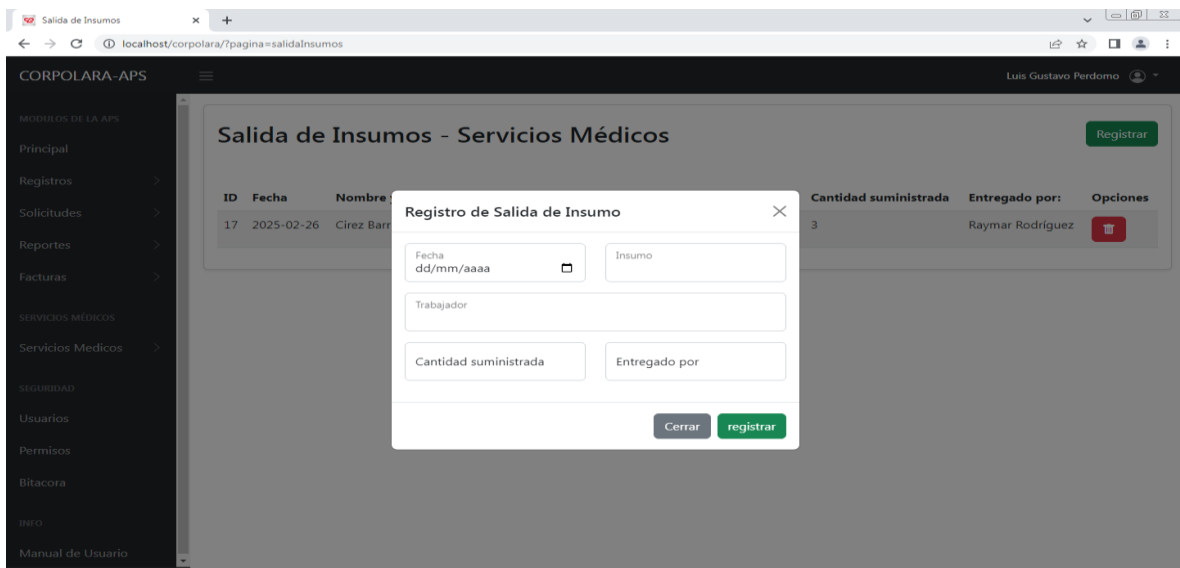 Salida de Insumos
localhost/corpolara/?pagina=salidaInsumos
CORPOLARA-APS
Luis Gustavo Perdomo
MODULOS DE LA APS
Principal
Registros
Solicitudes
Reportes
Facturas
SERVICIOS MÉDICOS
Servicios Medicos
SEGURIDAD
Usuarios
Permisos
Bitacora
INFO
Manual de Usuario
Salida de Insumos - Servicios Médicos
Registrar
ID Fecha Nombre Cantidad suministrada Entregado por: Opciones
17 2025-02-26 Cirez Barr 3 Raymar Rodríguez
Registro de Salida de Insumo
Fecha Insumo
dd/mm/aaaa
Trabajador
Cantidad suministrada Entregado por
Cerrar registrar